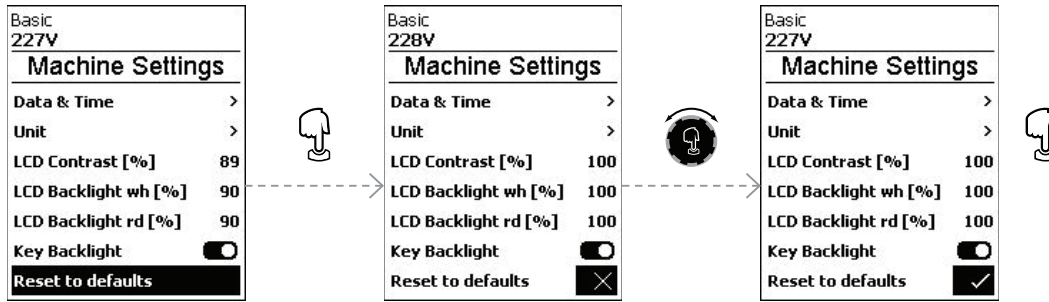 Basic
227V
Machine Settings
Data & Time >
Unit >
LCD Contrast [%] 89
LCD Backlight wh [%] 90
LCD Backlight rd [%] 90
Key Backlight
Reset to defaults
Basic
228V
Machine Settings
Data & Time >
Unit >
LCD Contrast [%] 100
LCD Backlight wh [%] 100
LCD Backlight rd [%] 100
Key Backlight
Reset to defaults
Basic
227V
Machine Settings
Data & Time >
Unit >
LCD Contrast [%] 100
LCD Backlight wh [%] 100
LCD Backlight rd [%] 100
Key Backlight
Reset to defaults